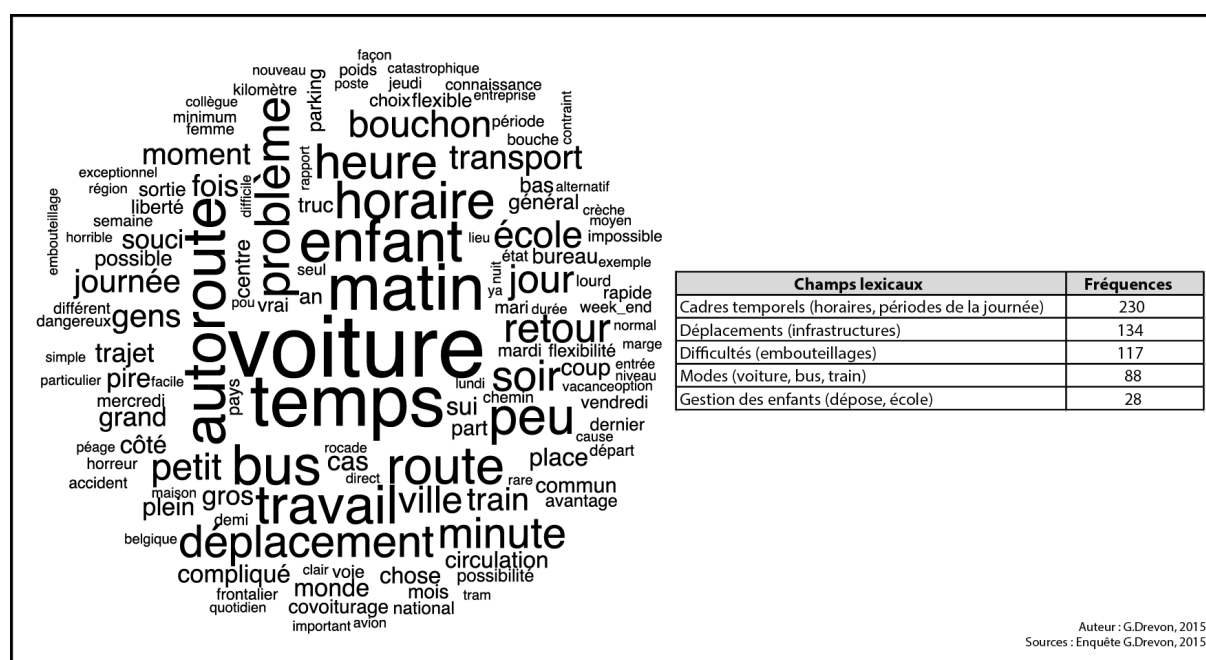 façon
nouveau poids catastrophique
kilomètre parking poste jeudi connaissance
collègue choix flexible entreprise
minimum problème bouchon période contraint
femme bouche
moment heure transport
exceptionnel rapport
région sortie fois difficile truc horaire bas alternatif
liberté général crèche
embouteillage semaine autoroute enfant lieu école moyen
horrible souci centre impossible
possible seul état bureau exemple
journée pou vrai an matin ya nuit jour lourd rapide
différent mari durée week_end
dangereux gens voiture retour normal
simple trajet mardi flexibilité marge
particulier pire facile pays temps lundi soir coup entrée
niveau
mercredi chemin vacance option
grand sui peu vendredi
part dernier
péage côté rocade cause
horreur petit bus cas route place départ
accident direct rare commun
maison gros travail ville train avantage
plein demi
belgique déplacement minute
circulation
compliqué clair voie chose possibilité
frontalier monde mois tram
quotidien covoiturage national
important avion
Champs lexicaux Fréquences
Cadres temporels (horaires, périodes de la journée) 230
Déplacements (infrastructures) 134
Difficultés (embouteillages) 117
Modes (voiture, bus, train) 88
Gestion des enfants (dépose, école) 28
Auteur : G.Drevon, 2015
Sources : Enquête G.Drevon, 2015